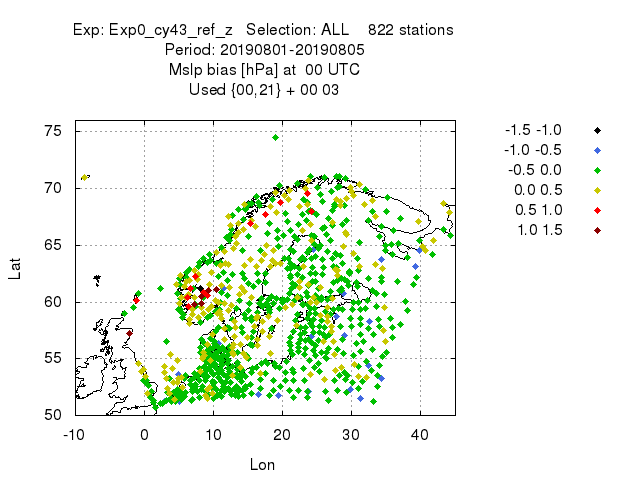 Exp: Exp0_cy43_ref_z Selection: ALL 822 stations
Period: 20190801-20190805
Mslp bias [hPa] at 00 UTC
Used {00,21} + 00 03
75
70
65
60
55
50
Lat
-10 0 10 20 30 40
Lon
-1.5 -1.0
-1.0 -0.5
-0.5 0.0
0.0 0.5
0.5 1.0
1.0 1.5